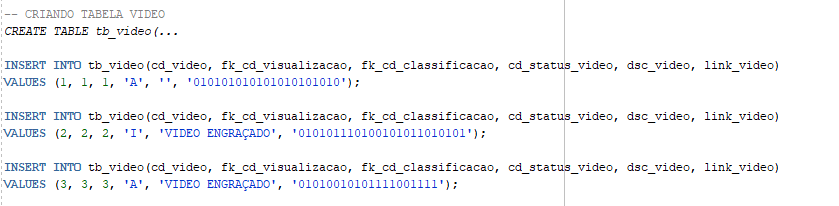 -- CRIANDO TABELA VIDEO
CREATE TABLE tb_video(...
INSERT INTO tb_video(cd_video, fk_cd_visualizacao, fk_cd_classificacao, cd_status_video, dsc_video, link_video)
VALUES (1, 1, 1, 'A', '', '010101010101010101010');
INSERT INTO tb_video(cd_video, fk_cd_visualizacao, fk_cd_classificacao, cd_status_video, dsc_video, link_video)
VALUES (2, 2, 2, 'I', 'VIDEO ENGRAÇADO', '010101110100101011010101');
INSERT INTO tb_video(cd_video, fk_cd_visualizacao, fk_cd_classificacao, cd_status_video, dsc_video, link_video)
VALUES (3, 3, 3, 'A', 'VIDEO ENGRAÇADO', '01010010101111001111');